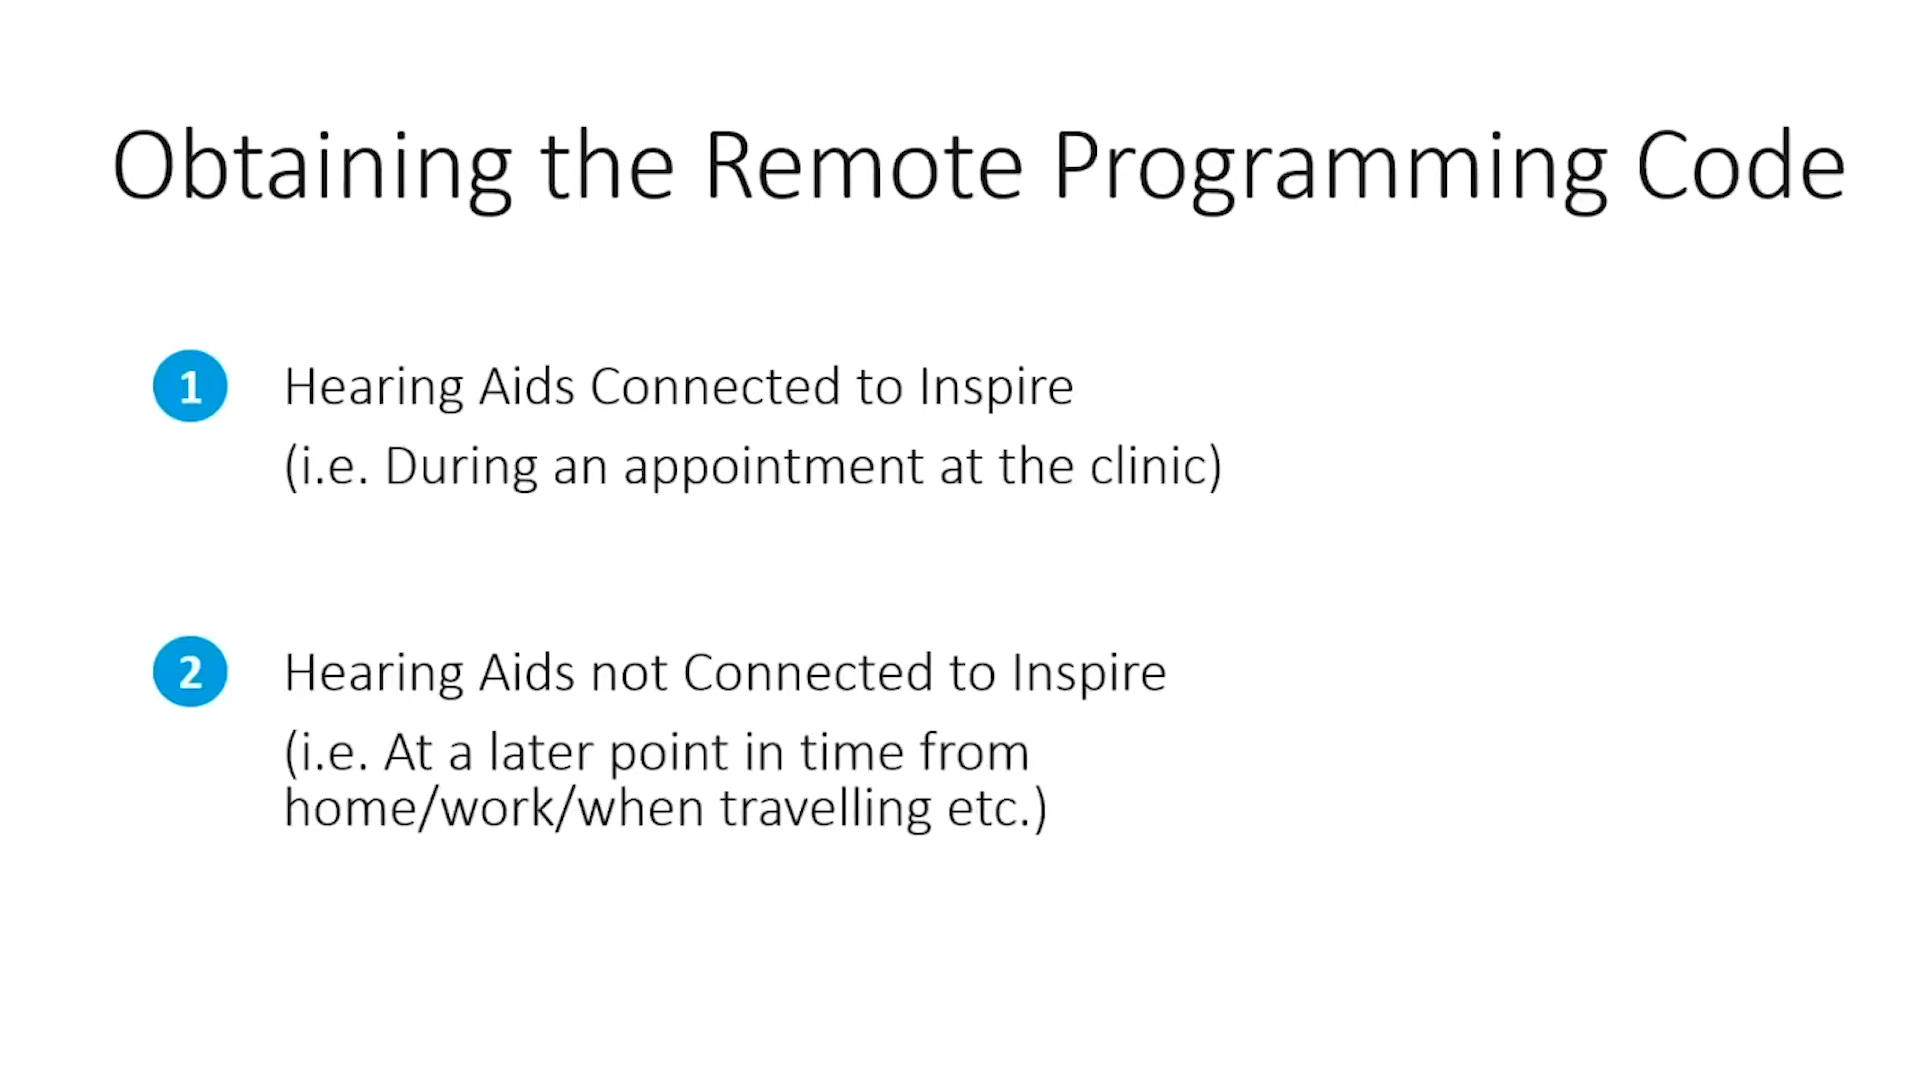 Obtaining the Remote Programming Code
1 Hearing Aids Connected to Inspire
(i.e. During an appointment at the clinic)
2 Hearing Aids not Connected to Inspire
(i.e. At a later point in time from
home/work/when travelling etc.)